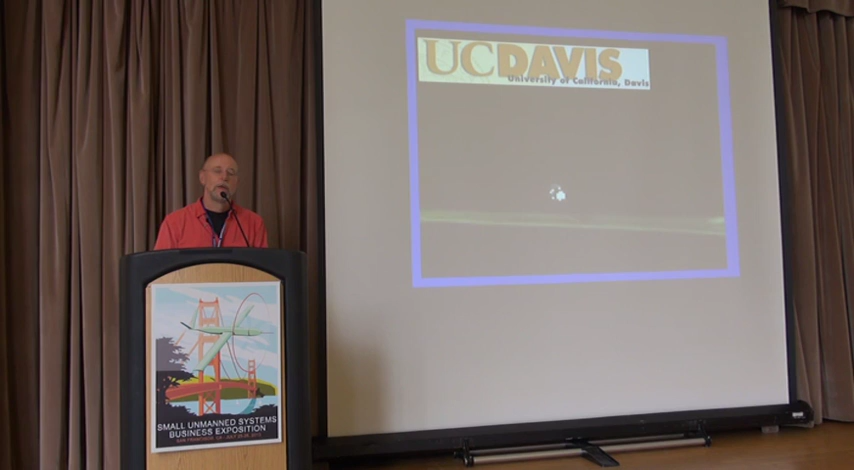 UCDAVIS
University of California, Davis
SMALL UNMANNED SYSTEMS
BUSINESS EXPOSITION